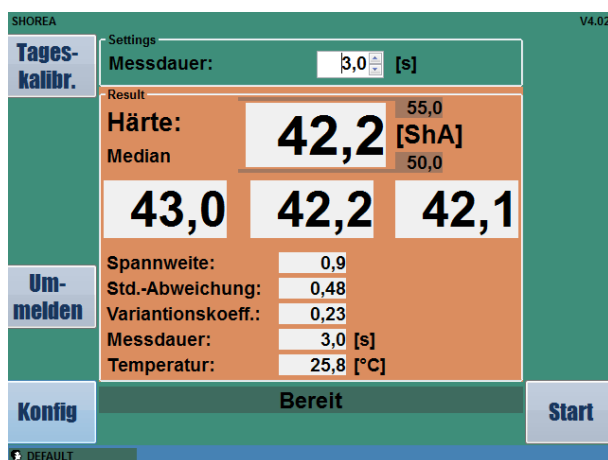 SHOREA V4.02
Tages-
kalibr.
Settings
Messdauer: 3,0 [s]
Result
Härte: 42,2 55,0
[ShA]
Median 50,0
43,0 42,2 42,1
Spannweite: 0,9
Std.-Abweichung: 0,48
Variantionskoeff.: 0,23
Messdauer: 3,0 [s]
Temperatur: 25,8 [°C]
Um-
melden
Konfig
Bereit
Start
DEFAULT